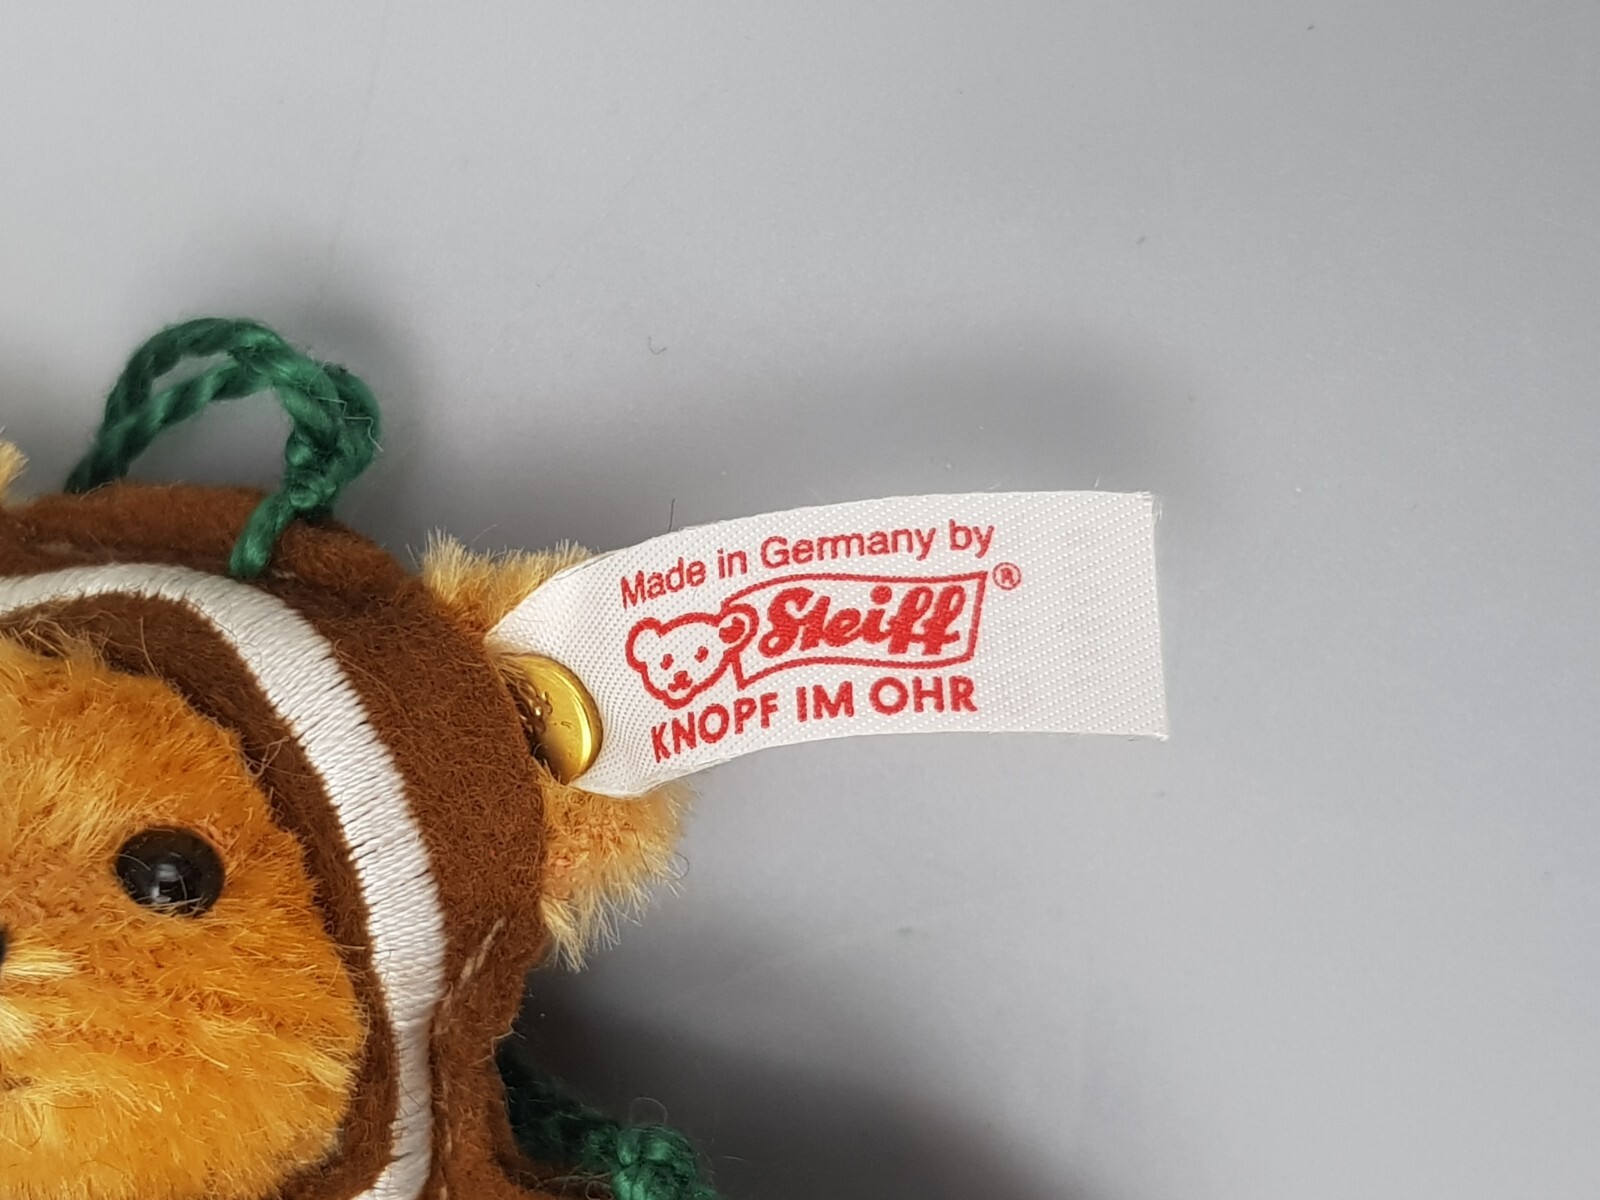 Made in Germany by
Steiff®
KNOPF IM OHR